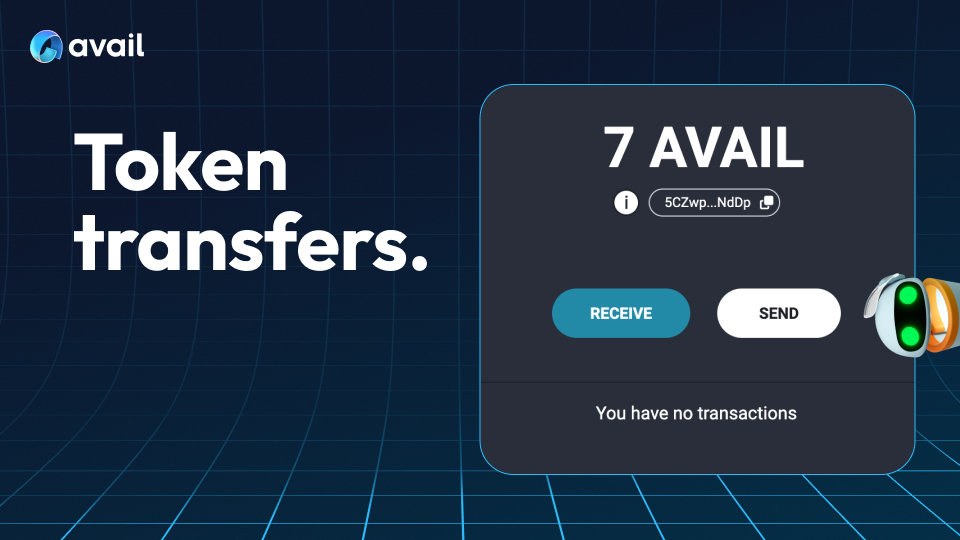 avail
Token
transfers.
7 AVAIL
i
5CZwp...NdDp
RECEIVE
SEND
You have no transactions